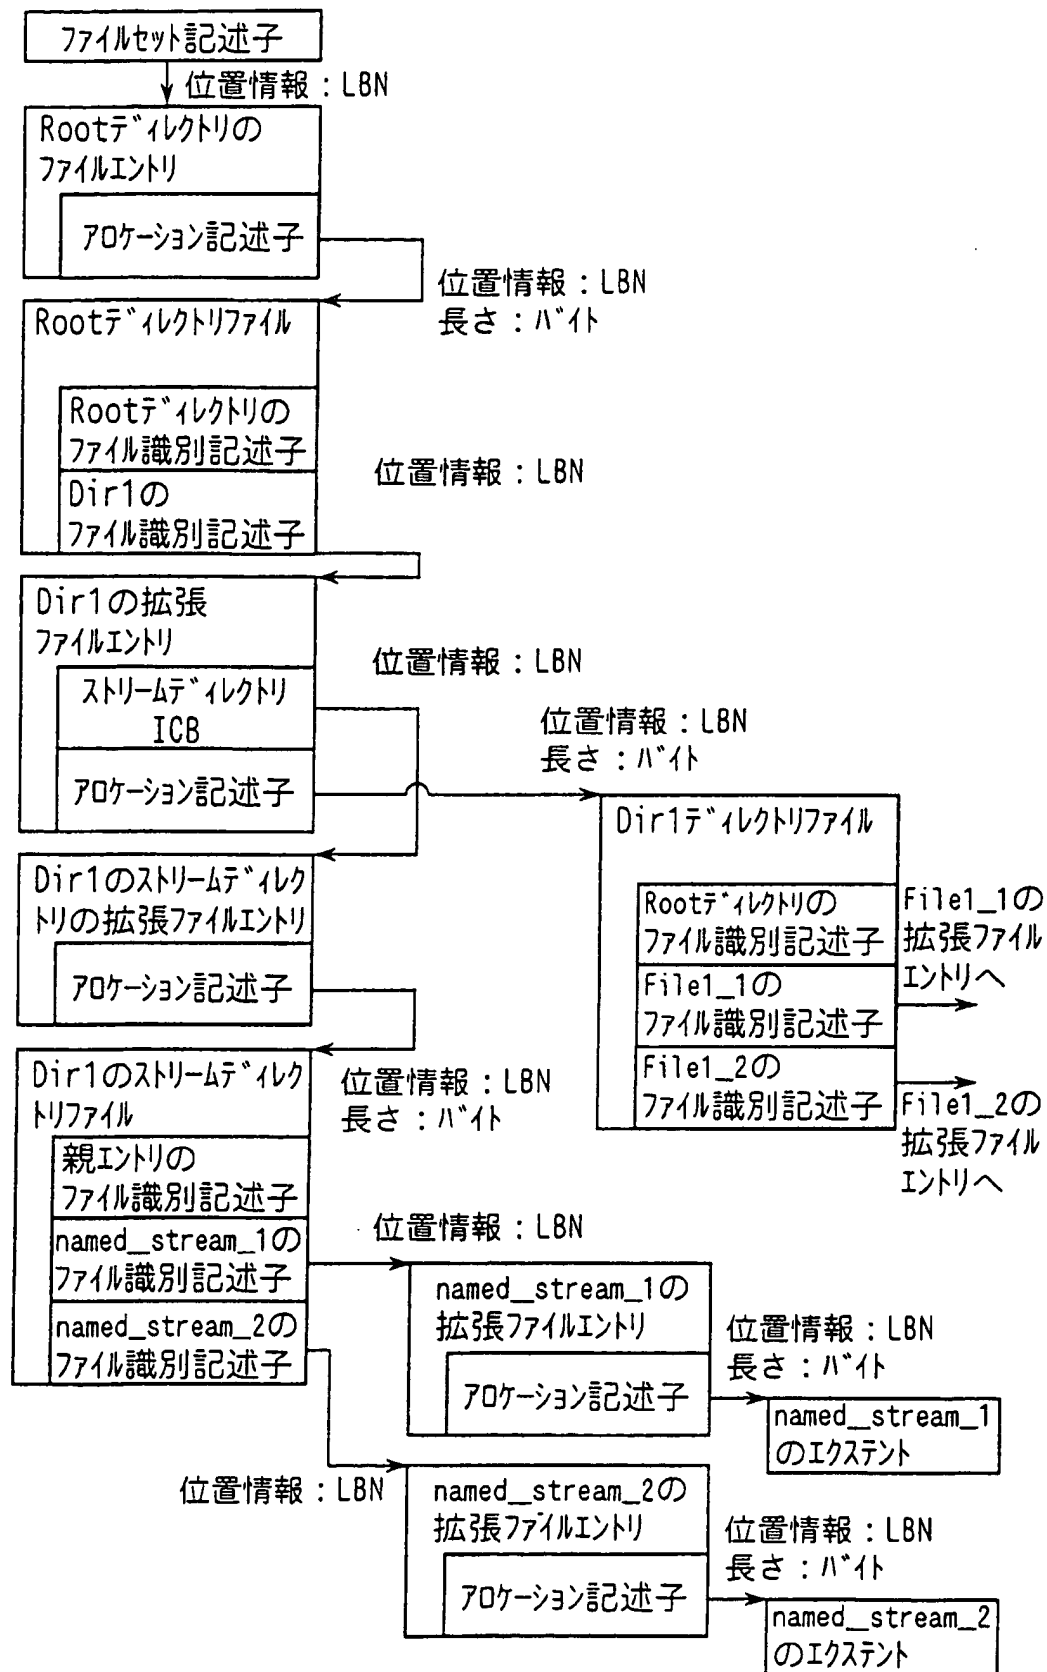 ファイルセット記述子
位置情報：LBN
Rootディレクトリの
ファイルエントリ
アロケーション記述子
位置情報：LBN
長さ：バイト
Rootディレクトリファイル
Rootディレクトリの
ファイル識別記述子
Dir1の
ファイル識別記述子
位置情報：LBN
Dir1の拡張
ファイルエントリ
ストリームディレクトリ
ICB
アロケーション記述子
位置情報：LBN
位置情報：LBN
長さ：バイト
Dir1ディレクトリファイル
Rootディレクトリの
ファイル識別記述子
File1_1の
ファイル識別記述子
File1_2の
ファイル識別記述子
File1_1の
拡張ファイル
エントリへ
File1_2の
拡張ファイル
エントリへ
Dir1のストリームディレク
トリの拡張ファイルエントリ
アロケーション記述子
位置情報：LBN
長さ：バイト
Dir1のストリームディレク
トリファイル
親エントリの
ファイル識別記述子
named_stream_1の
ファイル識別記述子
named_stream_2の
ファイル識別記述子
位置情報：LBN
named_stream_1の
拡張ファイルエントリ
アロケーション記述子
位置情報：LBN
長さ：バイト
named_stream_1
のエクステント
位置情報：LBN
named_stream_2の
拡張ファイルエントリ
アロケーション記述子
位置情報：LBN
長さ：バイト
named_stream_2
のエクステント